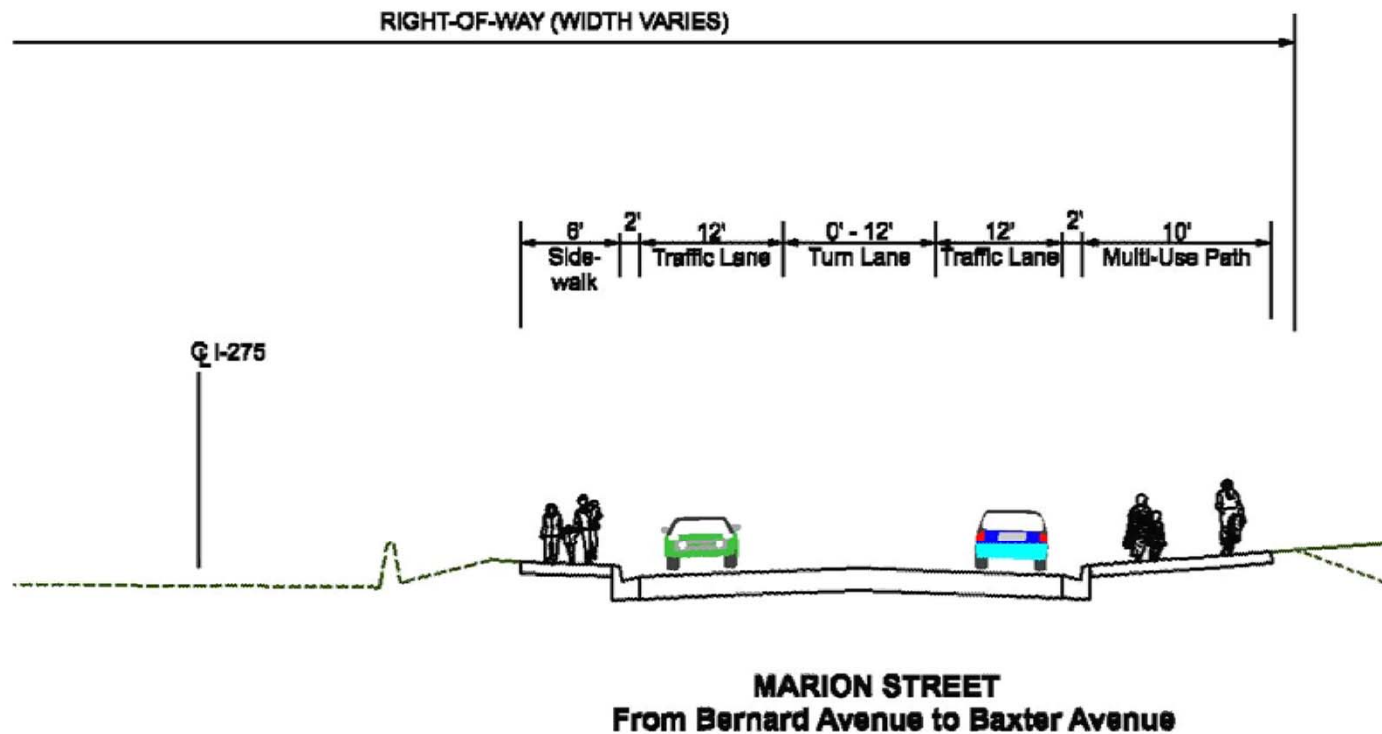 RIGHT-OF-WAY (WIDTH VARIES)
6' 2' 12' 0' - 12' 12' 2' 10'
Side- Traffic Lane Turn Lane Traffic Lane Multi-Use Path
walk
℄ I-275
MARION STREET
From Bernard Avenue to Baxter Avenue